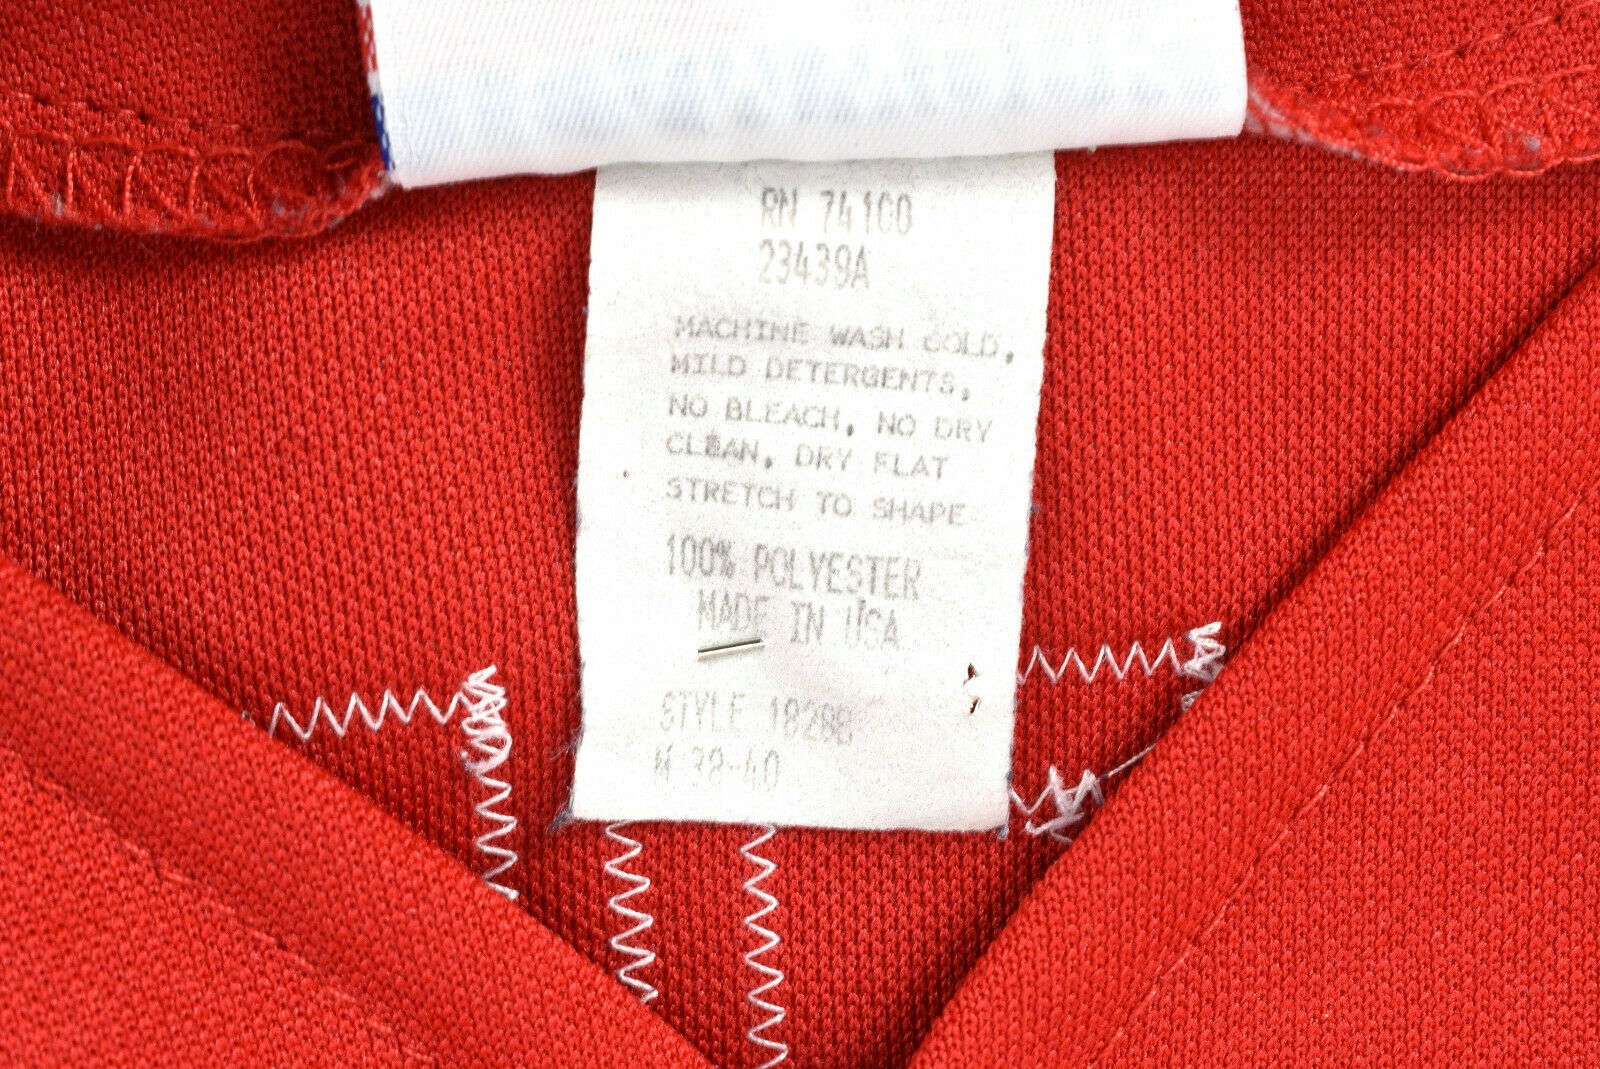 RN 74100
23439A
MACHINE WASH COLD,
MILD DETERGENTS,
NO BLEACH, NO DRY
CLEAN, DRY FLAT
STRETCH TO SHAPE
100% POLYESTER
MADE IN USA
STYLE 1828B
M 38-40